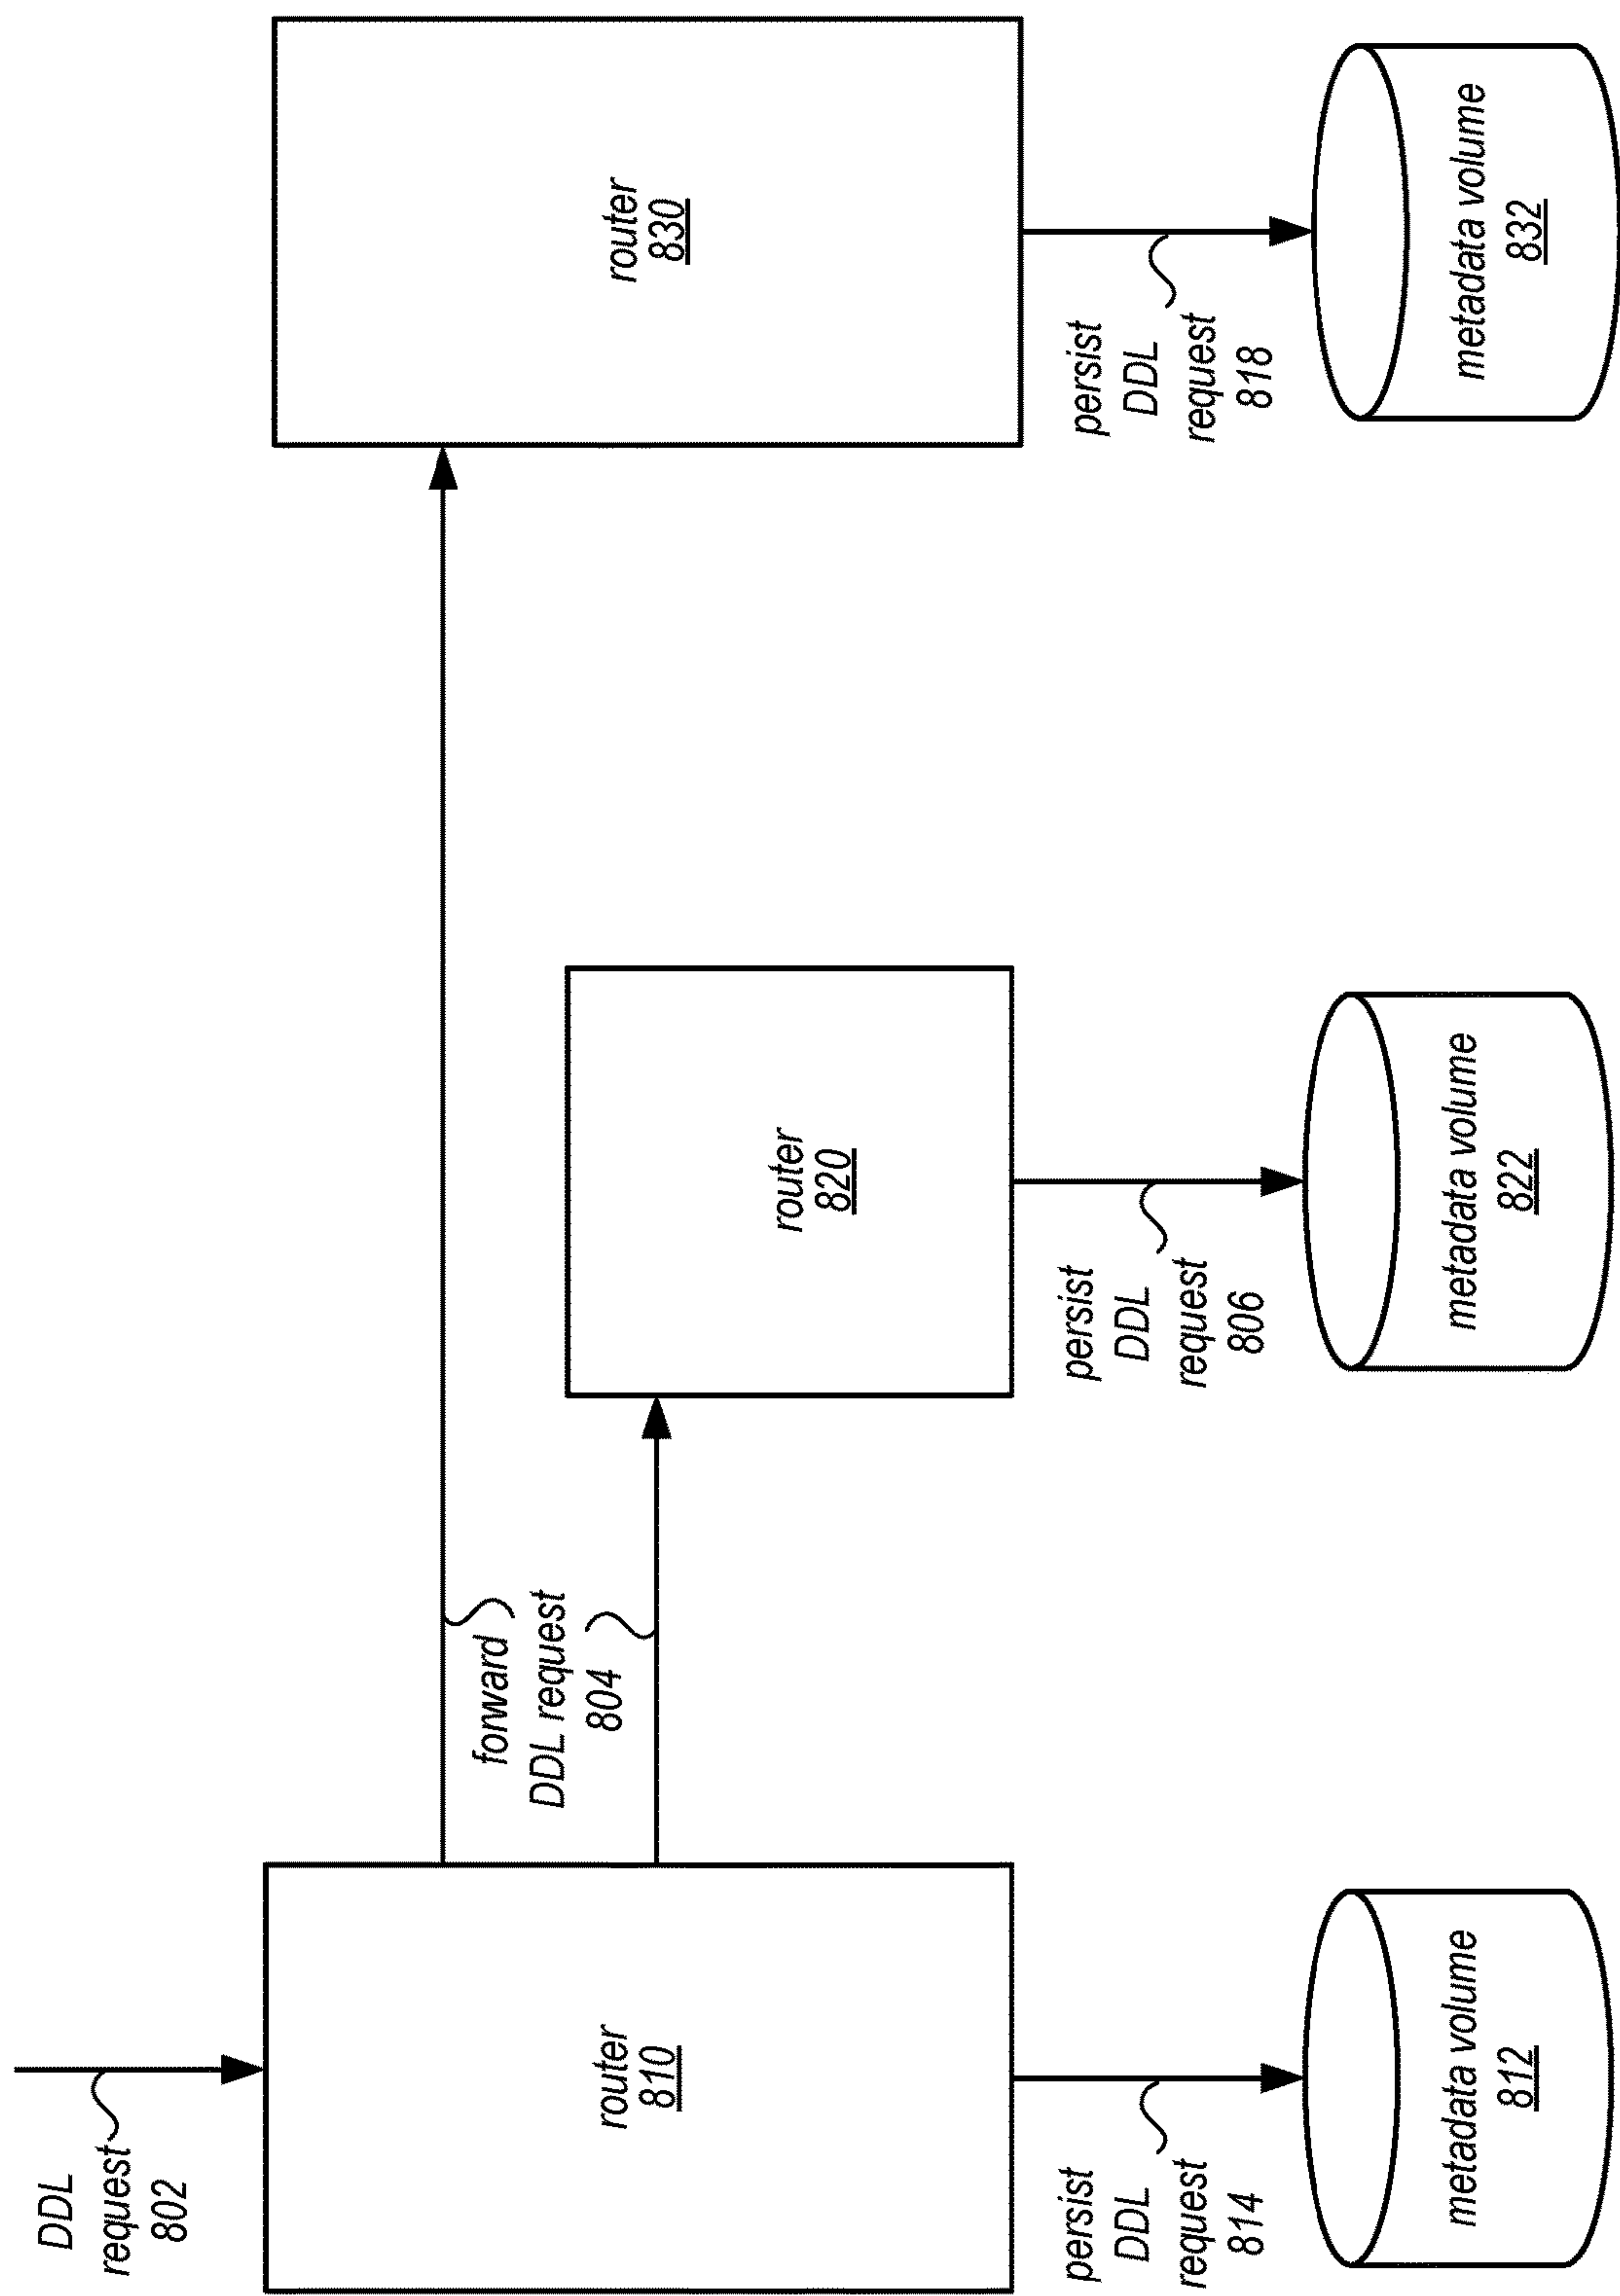 DDL
request
802
router
810
forward
DDL request
804
router
820
router
830
persist
DDL
request
814
persist
DDL
request
806
persist
DDL
request
818
metadata volume
812
metadata volume
822
metadata volume
832